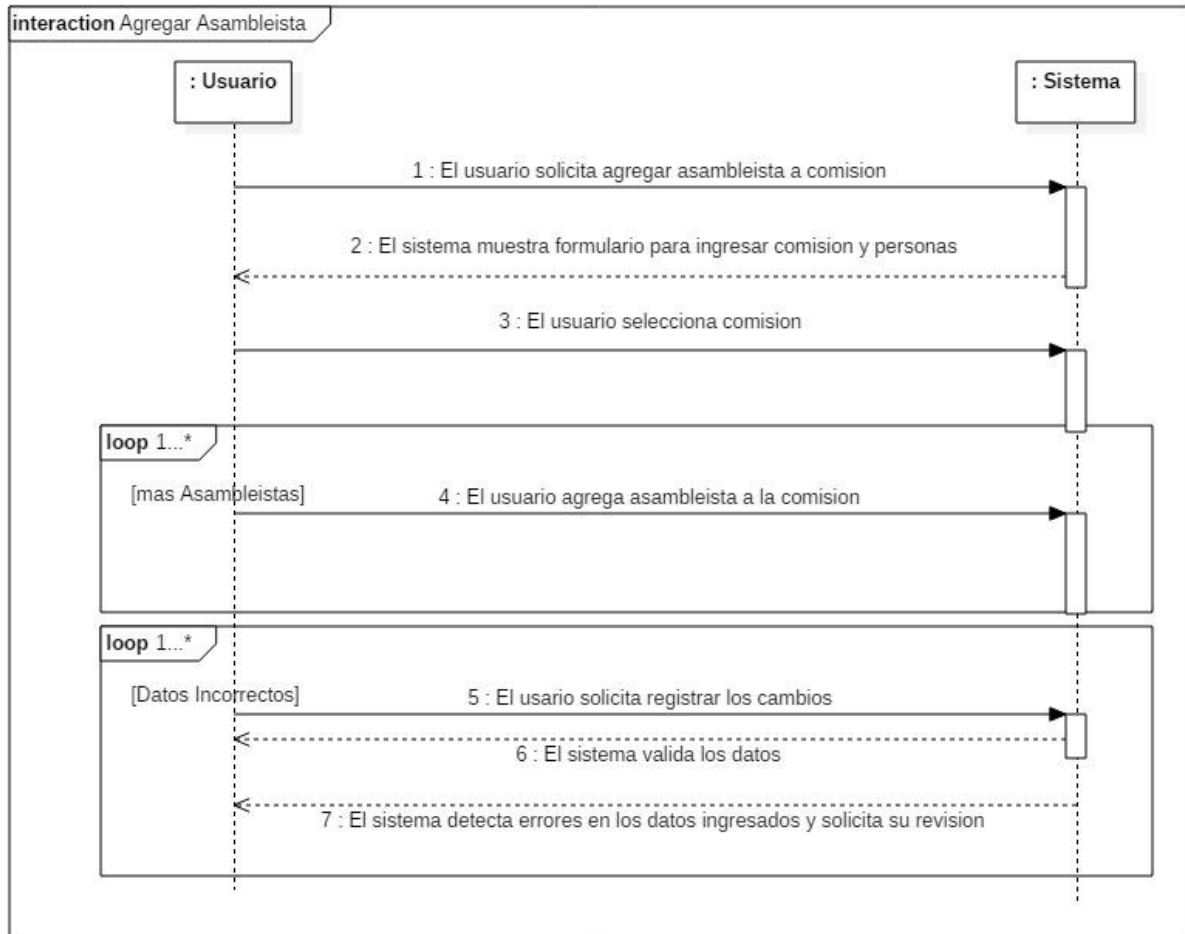 interaction Agregar Asambleista
: Usuario
: Sistema
1 : El usuario solicita agregar asambleista a comision
2 : El sistema muestra formulario para ingresar comision y personas
3 : El usuario selecciona comision
loop 1...*
[mas Asambleistas]
4 : El usuario agrega asambleista a la comision
loop 1...*
[Datos Incorrectos]
5 : El usario solicita registrar los cambios
6 : El sistema valida los datos
7 : El sistema detecta errores en los datos ingresados y solicita su revision